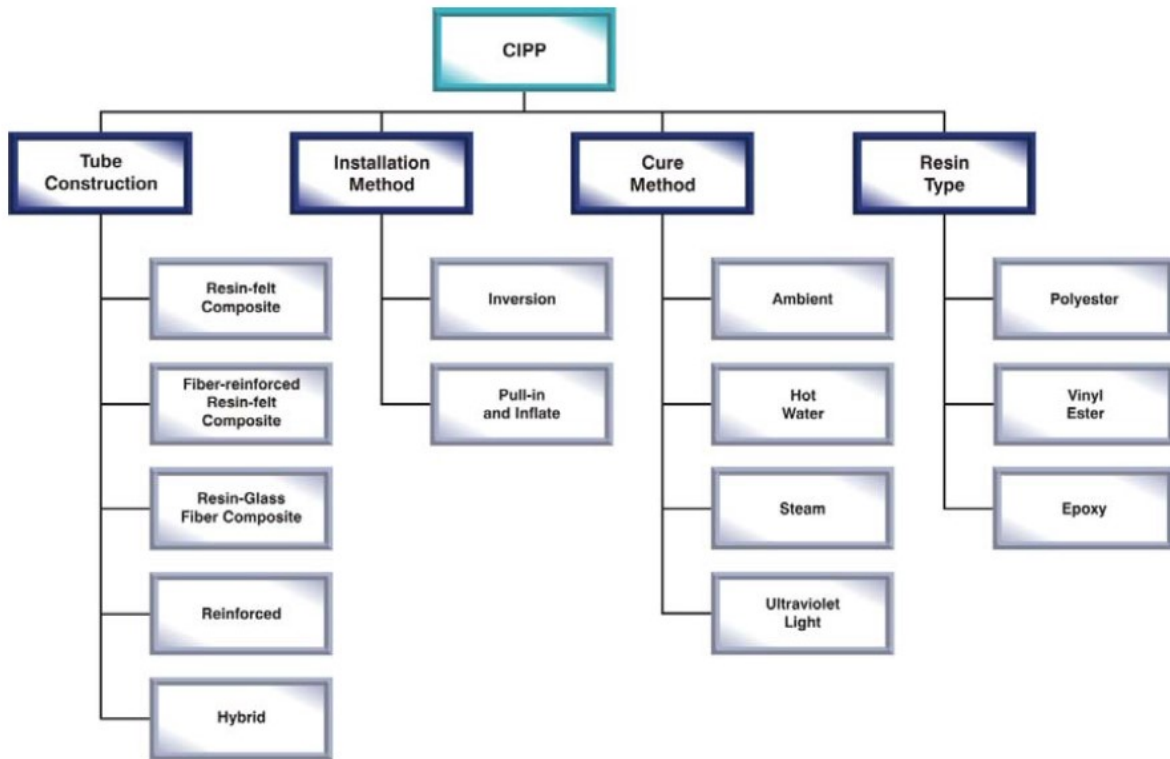 CIPP
Tube
Construction
Installation
Method
Cure
Method
Resin
Type
Resin-felt
Composite
Fiber-reinforced
Resin-felt
Composite
Resin-Glass
Fiber Composite
Reinforced
Hybrid
Inversion
Pull-in
and Inflate
Ambient
Hot
Water
Steam
Ultraviolet
Light
Polyester
Vinyl
Ester
Epoxy